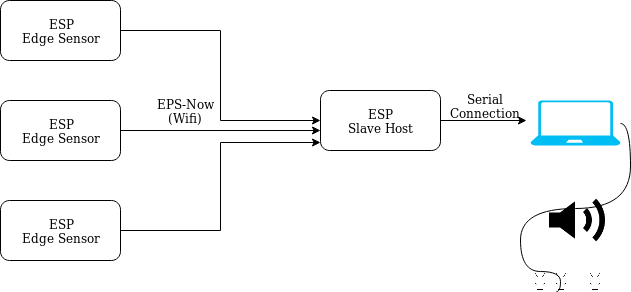 ESP
Edge Sensor
EPS-Now
(Wifi)
ESP
Edge Sensor
ESP
Slave Host
Serial
Connection
ESP
Edge Sensor